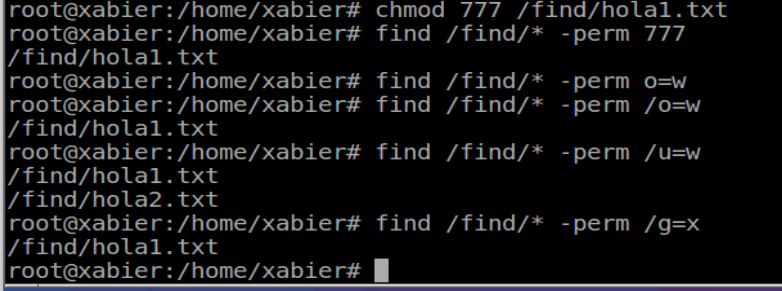 root@xabier:/home/xabier# chmod 777 /find/hola1.txt
root@xabier:/home/xabier# find /find/* -perm 777
/find/hola1.txt
root@xabier:/home/xabier# find /find/* -perm o=w
root@xabier:/home/xabier# find /find/* -perm /o=w
/find/hola1.txt
root@xabier:/home/xabier# find /find/* -perm /u=w
/find/hola1.txt
/find/hola2.txt
root@xabier:/home/xabier# find /find/* -perm /g=x
/find/hola1.txt
root@xabier:/home/xabier#